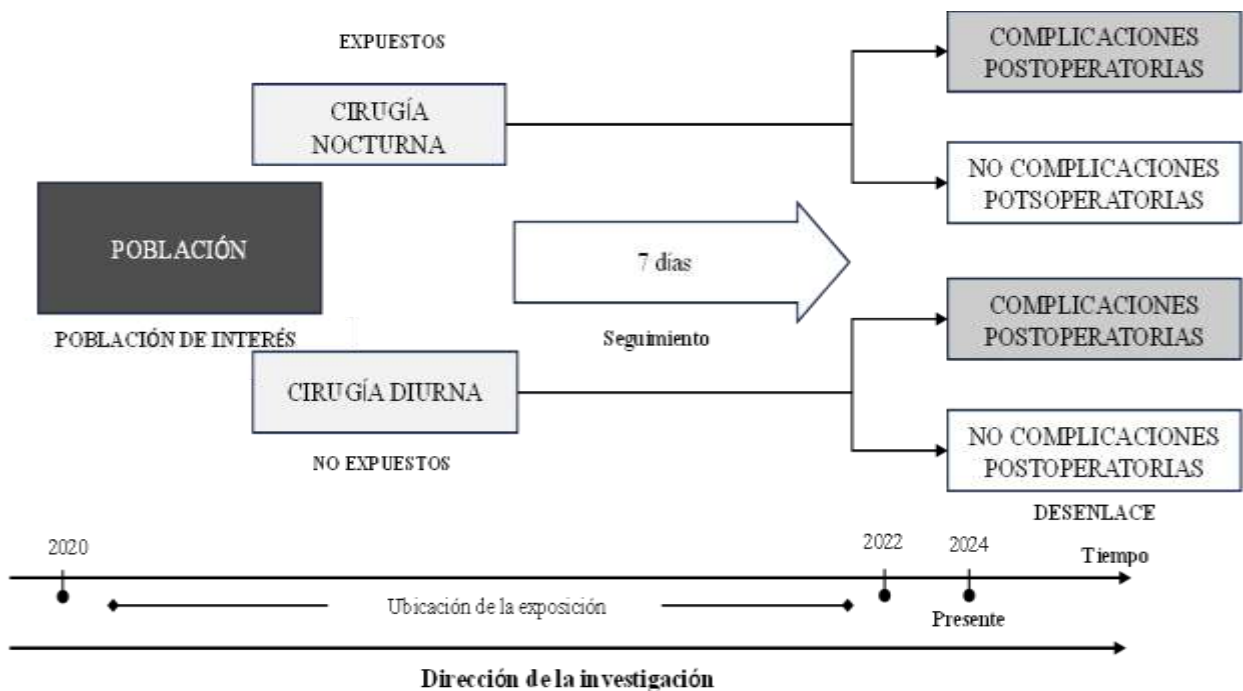 EXPUESTOS
CIRUGÍA
NOCTURNA
COMPLICACIONES
POSTOPERATORIAS
NO COMPLICACIONES
POTSOPERATORIAS
POBLACIÓN
POBLACIÓN DE INTERÉS
7 días
Seguimiento
COMPLICACIONES
POSTOPERATORIAS
CIRUGÍA DIURNA
NO EXPUESTOS
NO COMPLICACIONES
POSTOPERATORIAS
DESENLACE
2020
2022
2024
Tiempo
Ubicación de la exposición
Presente
Dirección de la investigación